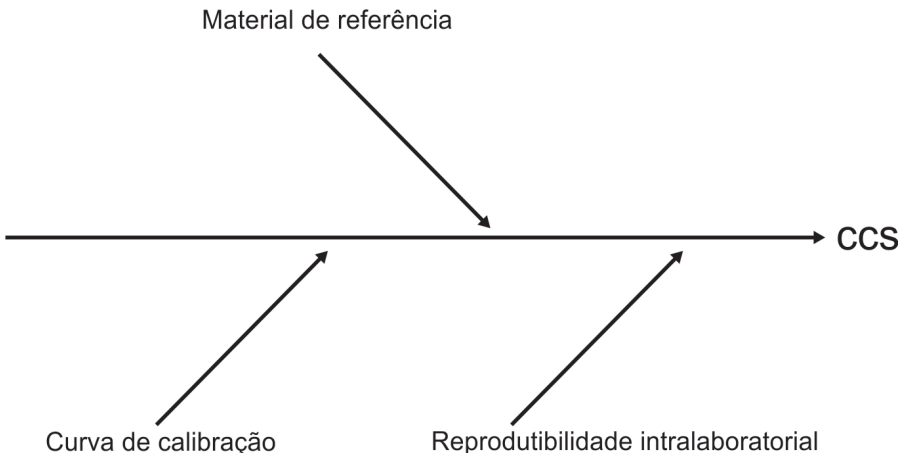 Material de referência
CCS
Curva de calibração
Reprodutibilidade intralaboratorial